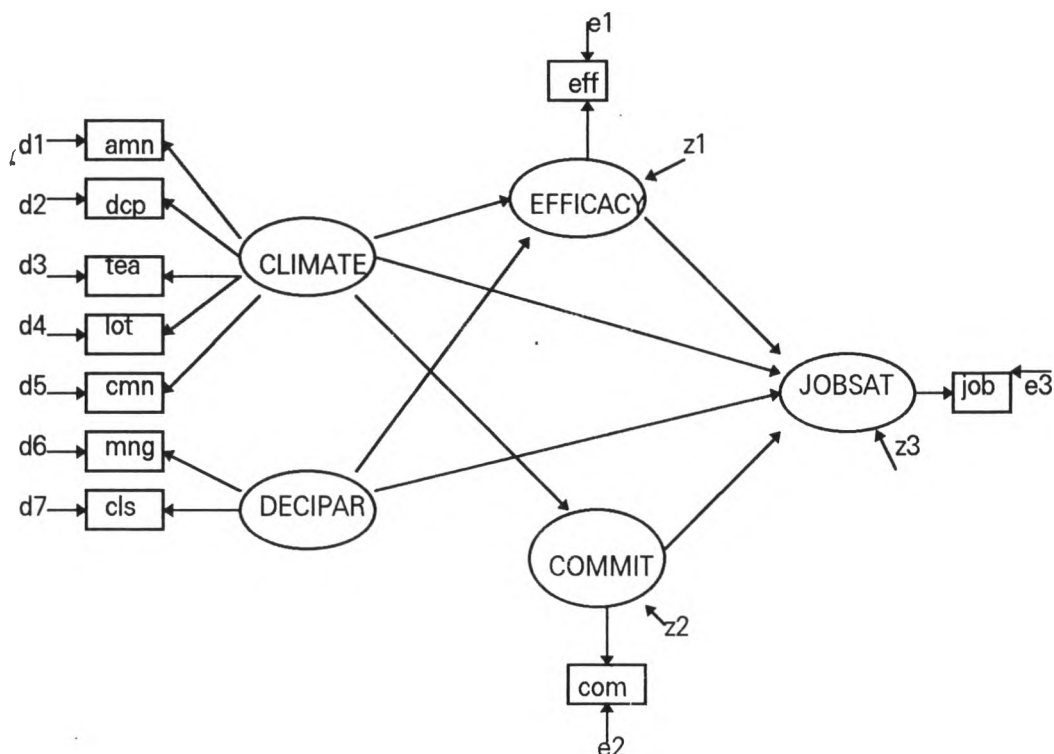 e1
eff
z1
d1 amn
d2 dcp
EFFICACY
d3 tea
CLIMATE
d4 lot
d5 cmn
JOBSAT
job
e3
d6 mng
z3
d7 cls
DECIPAR
COMMIT
z2
com
e2